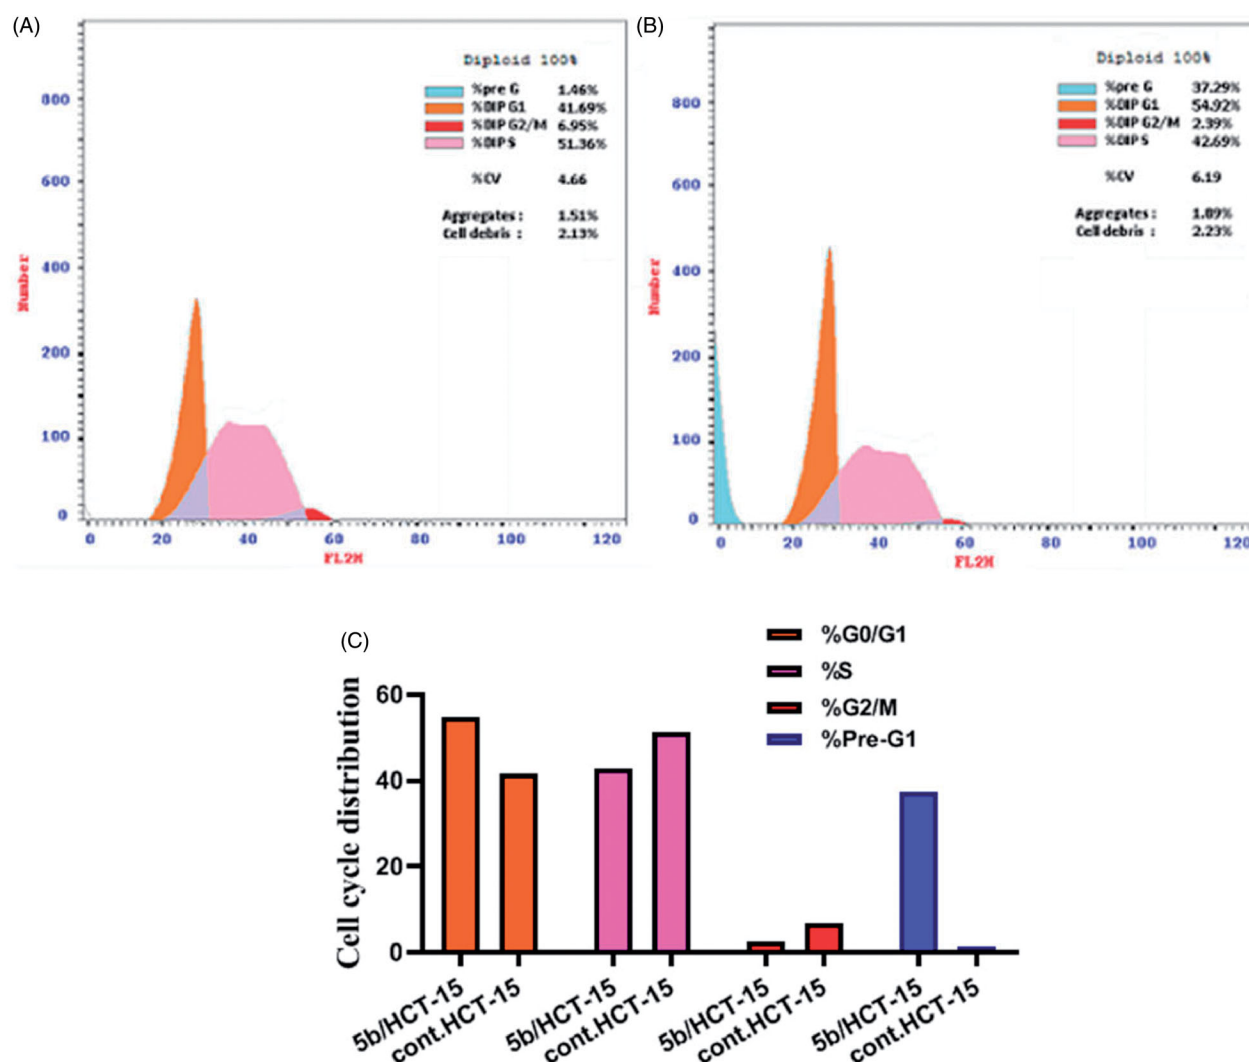 (A)
Diploid 100%
%pre G 1.46%
%DIP G1 41.69%
%DIP G2/M 6.95%
%DIP S 51.36%
%CV 4.66
Aggregates : 1.51%
Cell debris : 2.13%
Number
800
600
400
200
100
0
0 20 40 60 80 100 120
FL2H
(B)
Diploid 100%
%pre G 37.29%
%DIP G1 54.92%
%DIP G2/M 2.39%
%DIP S 42.69%
%CV 6.19
Aggregates : 1.89%
Cell debris : 2.23%
Number
800
600
400
200
100
0
0 20 40 60 80 100 120
FL2H
(C)
%G0/G1
%S
%G2/M
%Pre-G1
Cell cycle distribution
60
40
20
0
5b/HCT-15
cont.HCT-15
5b/HCT-15
cont.HCT-15
5b/HCT-15
cont.HCT-15
5b/HCT-15
cont.HCT-15